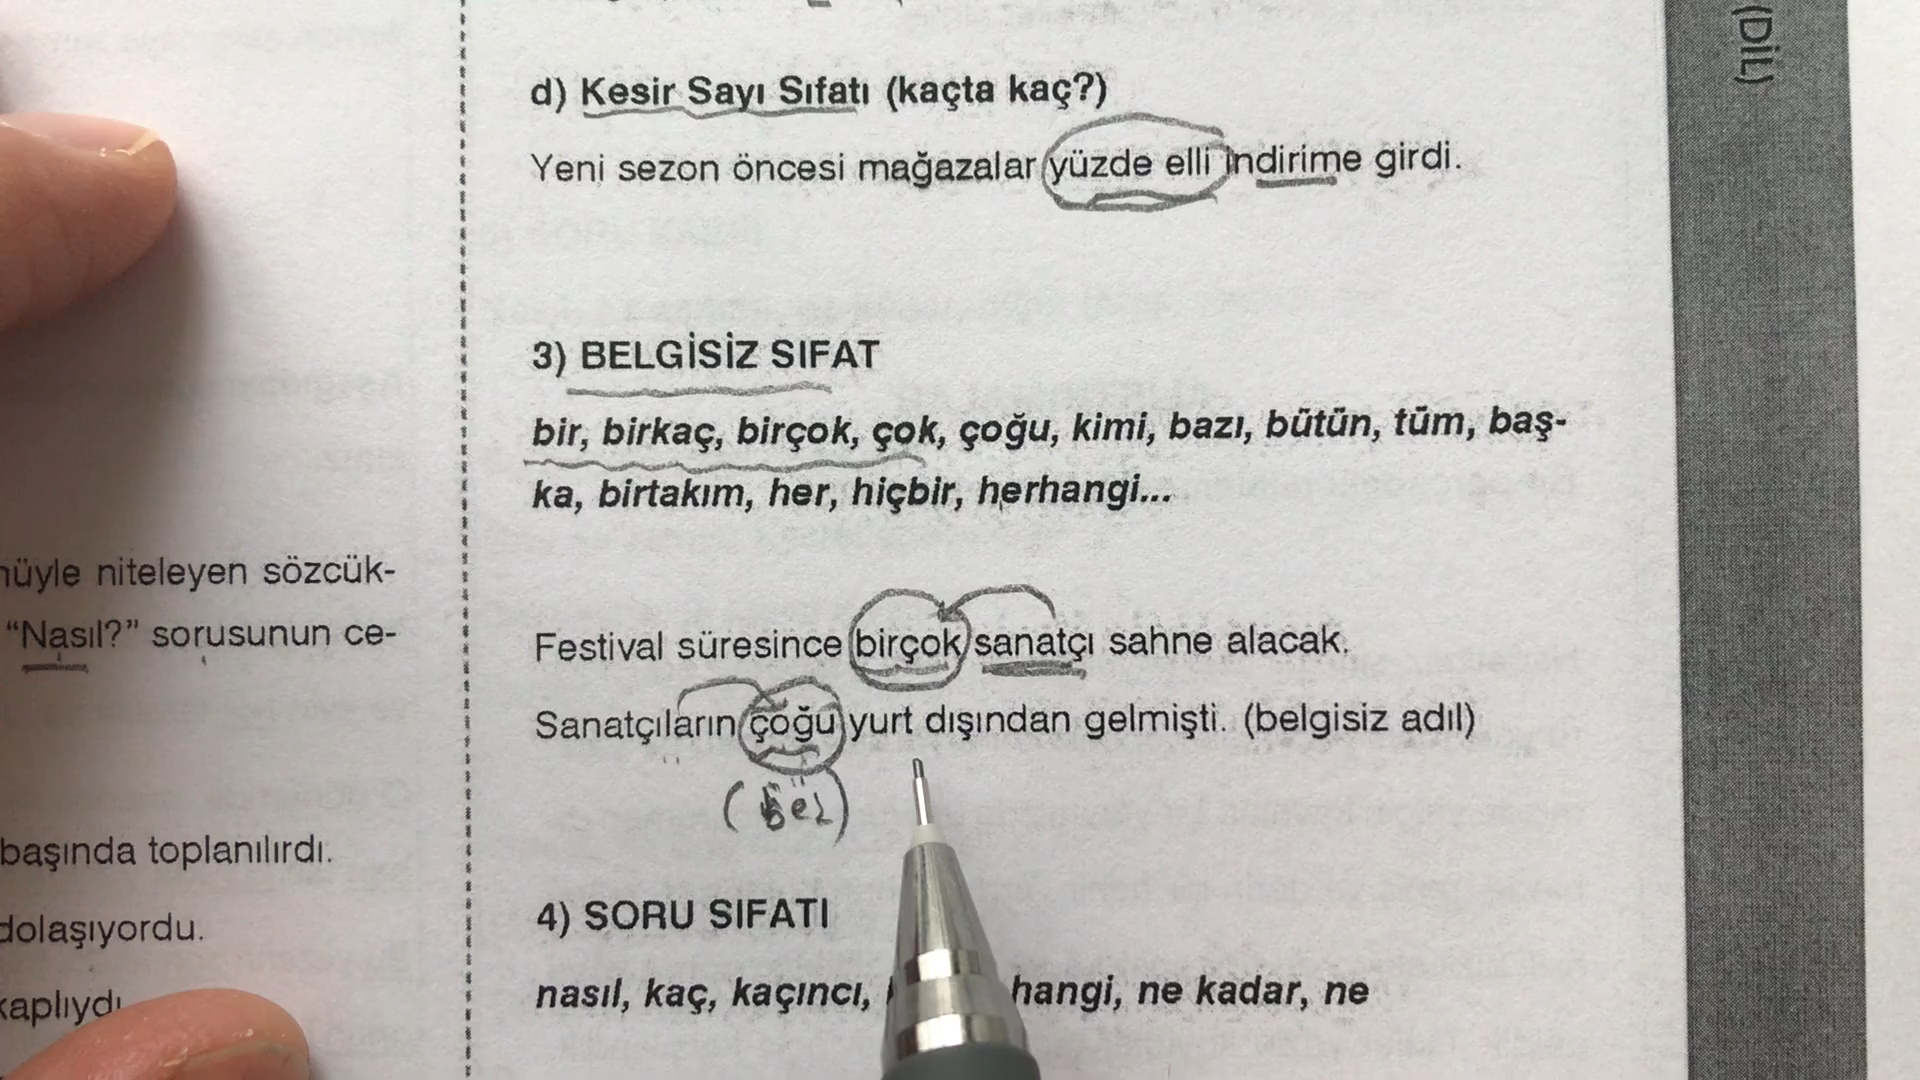 nüyle niteleyen sözcük-
"Nasıl?" sorusunun ce-
başında toplanılırdı.
dolaşıyordu.
kaplıydı
d) Kesir Sayı Sıfatı (kaçta kaç?)
Yeni sezon öncesi mağazalar yüzde elli indirime girdi.
3) BELGİSİZ SIFAT
bir, birkaç, birçok, çok, çoğu, kimi, bazı, bütün, tüm, baş-
ka, birtakım, her, hiçbir, herhangi...
Festival süresince birçok sanatçı sahne alacak.
Sanatçıların çoğu yurt dışından gelmişti. (belgisiz adıl)
4) SORU SIFATI
nasıl, kaç, kaçıncı, hangi, ne kadar, ne
(DİL)